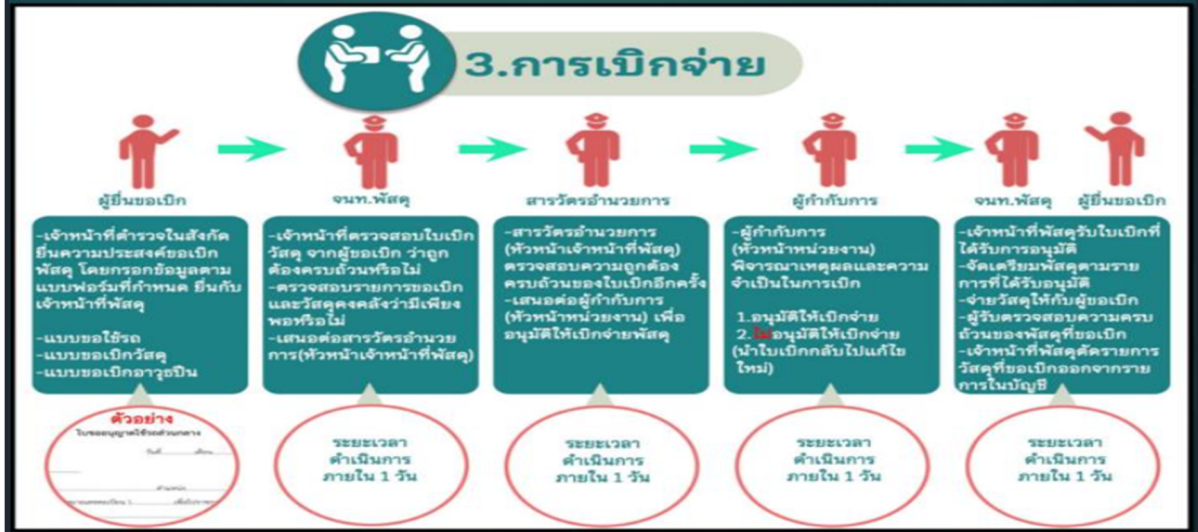 3.การเบิกจ่าย
ผู้ยื่นขอเบิก
จนท.พัสดุ
สารวัตรอำนวยการ
ผู้กำกับการ
จนท.พัสดุ
ผู้ยื่นขอเบิก
-เจ้าหน้าที่ตำรวจในสังกัด
ยื่นความประสงค์ขอเบิก
พัสดุ โดยกรอกข้อมูลตาม
แบบฟอร์มที่กำหนด ยื่นกับ
เจ้าหน้าที่พัสดุ
-แบบขอใช้รถ
-แบบขอเบิกวัสดุ
-แบบขอเบิกอาวุธปืน
-เจ้าหน้าที่ตรวจสอบใบเบิก
วัสดุ จากผู้ขอเบิก ว่าถูก
ต้องครบถ้วนหรือไม่
-ตรวจสอบรายการขอเบิก
และวัสดุคงคลังว่ามีเพียง
พอหรือไม่
-เสนอต่อสารวัตรอำนวย
การ(หัวหน้าเจ้าหน้าที่พัสดุ)
-สารวัตรอำนวยการ
(หัวหน้าเจ้าหน้าที่พัสดุ)
ตรวจสอบความถูกต้อง
ครบถ้วนของใบเบิกอีกครั้ง
-เสนอต่อผู้กำกับการ
(หัวหน้าหน่วยงาน) เพื่อ
อนุมัติให้เบิกจ่ายพัสดุ
-ผู้กำกับการ
(หัวหน้าหน่วยงาน)
พิจารณาเหตุผลและความ
จำเป็นในการเบิก
1.อนุมัติให้เบิกจ่าย
2.ไม่อนุมัติให้เบิกจ่าย
(นำใบเบิกกลับไปแก้ไข
ใหม่)
-เจ้าหน้าที่พัสดุรับใบเบิกที่
ได้รับการอนุมัติ
-จัดเตรียมพัสดุตามราย
การที่ได้รับอนุมัติ
-จ่ายวัสดุให้กับผู้ขอเบิก
-ผู้รับตรวจสอบความครบ
ถ้วนของพัสดุที่ขอเบิก
-เจ้าหน้าที่พัสดุตัดรายการ
วัสดุที่ขอเบิกออกจากราย
การในบัญชี
ตัวอย่าง
ใบขออนุญาตใช้รถส่วนกลาง
วันที่ เดือน
ตำแหน่ง
ระยะเวลา
ดำเนินการ
ภายใน 1 วัน
ระยะเวลา
ดำเนินการ
ภายใน 1 วัน
ระยะเวลา
ดำเนินการ
ภายใน 1 วัน
ระยะเวลา
ดำเนินการ
ภายใน 1 วัน